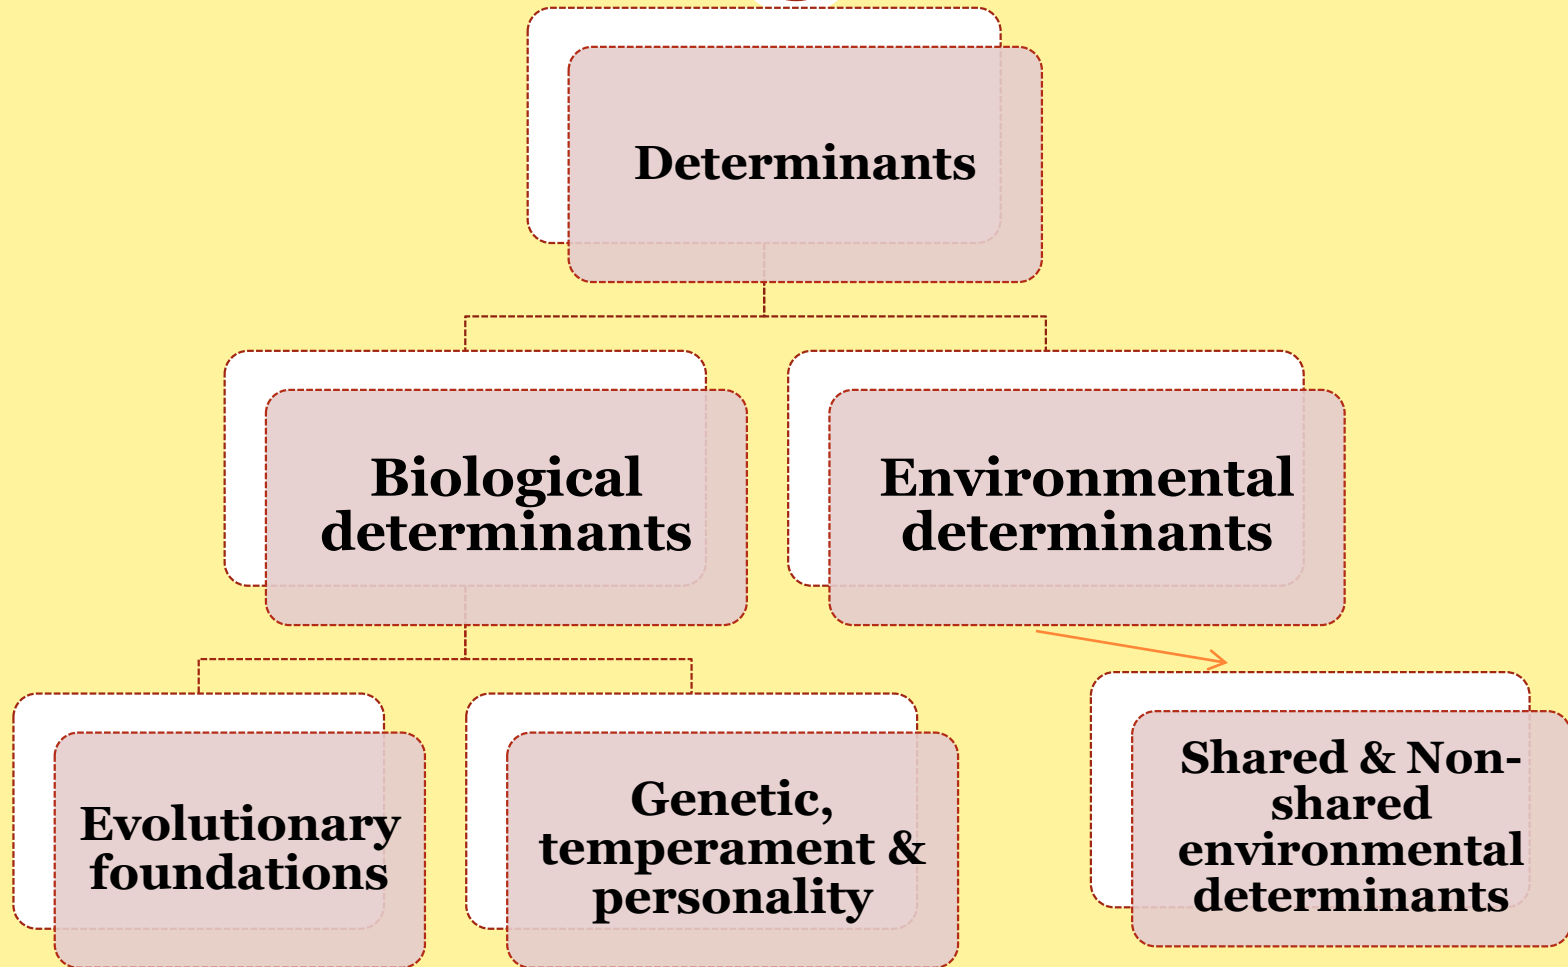 Determinants
Biological
determinants
Environmental
determinants
Evolutionary
foundations
Genetic,
temperament &
personality
Shared & Non-
shared
environmental
determinants